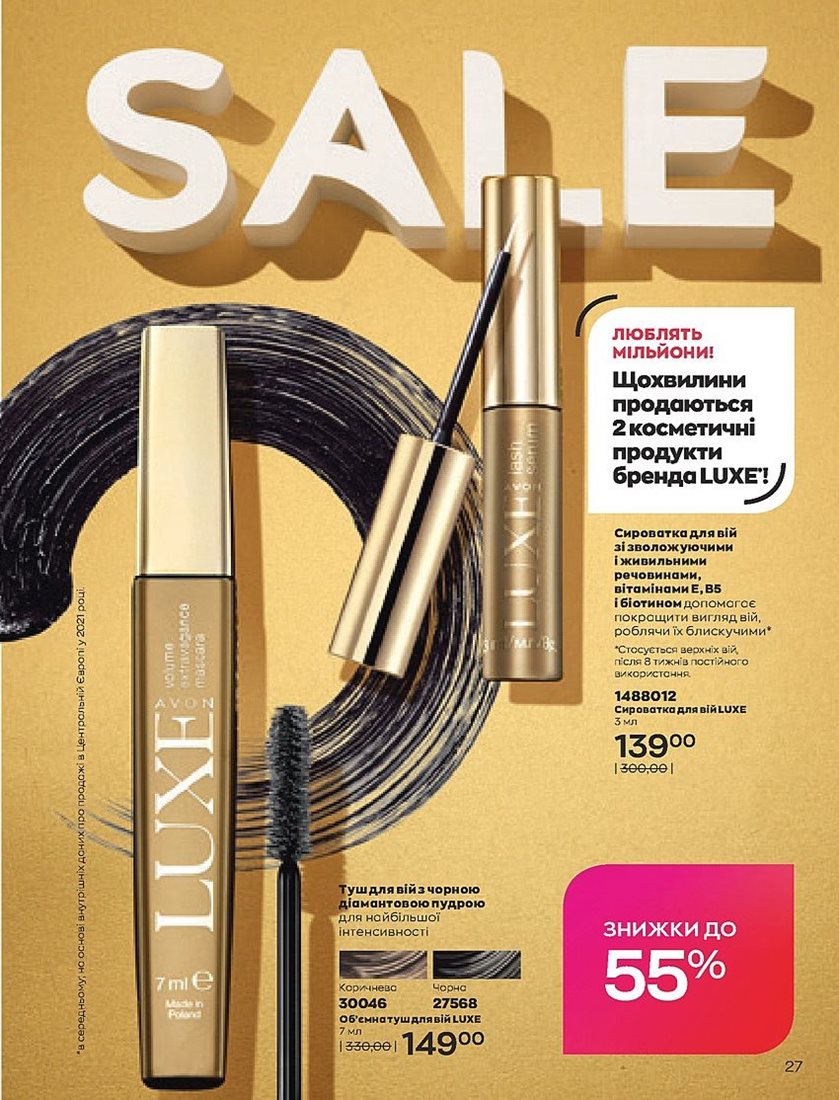 SALE
ЛЮБЛЯТЬ
МІЛЬЙОНИ!
Щохвилини
продаються
2 косметичні
продукти
бренда LUXE*!
Сироватка для вій
зі зволожуючими
і живильними
речовинами,
вітамінами Е, В5
і біотином допомагає
покращити вигляд вій,
роблячи їх блискучими*
*Стосується верхніх вій,
після 8 тижнів постійного
використання.
1488012
Сироватка для вій LUXE
3 мл
139⁰⁰
|300,00|
lash
serum
AVON
LUXE
volume
extravagance
mascara
AVON
LUXE
7 ml e
Made in
Poland
*в середньому, на основі внутрішніх даних про продажі в Центральній Європі у 2021 році.
Туш для вій з чорною
діамантовою пудрою
для найбільшої
інтенсивності
Коричнева Чорна
30046 27568
Об'ємна туш для вій LUXE
7 мл
|330,00| 149⁰⁰
ЗНИЖКИ ДО
55%
27